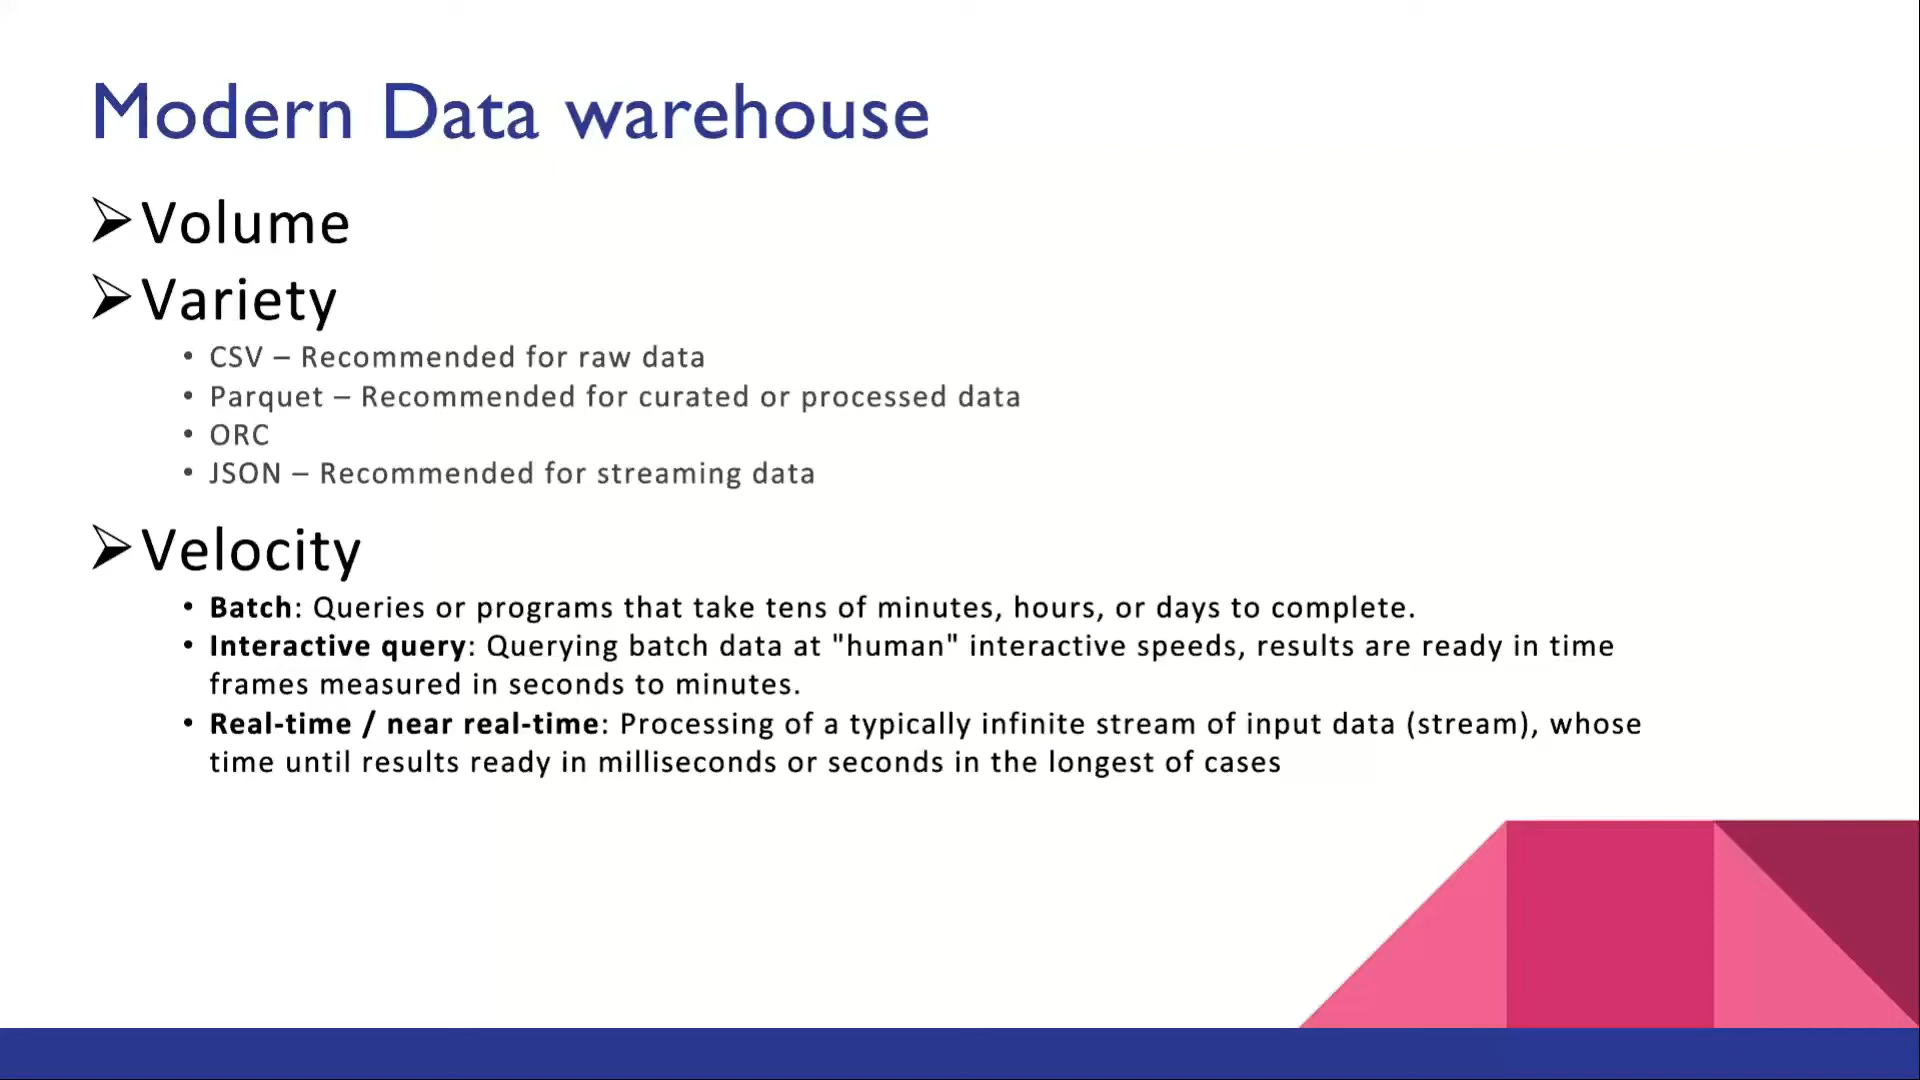 Modern Data warehouse
➢Volume
➢Variety
• CSV – Recommended for raw data
• Parquet – Recommended for curated or processed data
• ORC
• JSON – Recommended for streaming data
➢Velocity
• Batch: Queries or programs that take tens of minutes, hours, or days to complete.
• Interactive query: Querying batch data at "human" interactive speeds, results are ready in time
frames measured in seconds to minutes.
• Real-time / near real-time: Processing of a typically infinite stream of input data (stream), whose
time until results ready in milliseconds or seconds in the longest of cases